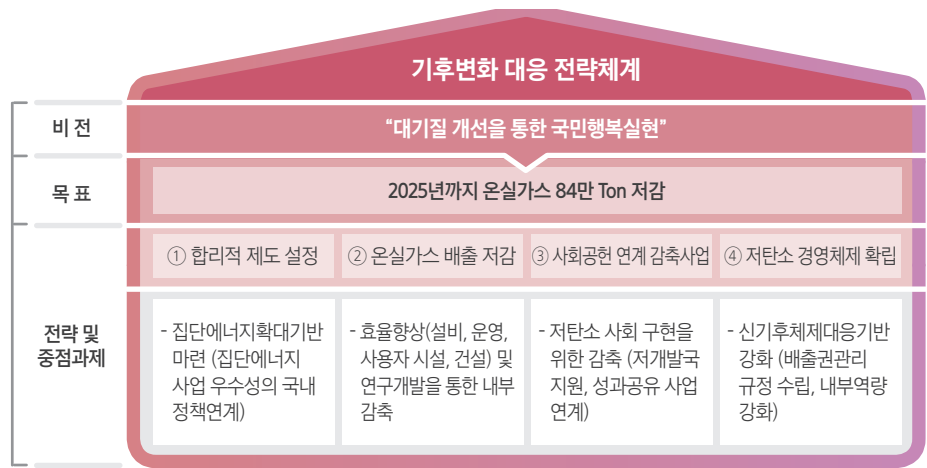 기후변화 대응 전략체계
비 전
“대기질 개선을 통한 국민행복실현”
목 표
2025년까지 온실가스 84만 Ton 저감
전략 및
중점과제
① 합리적 제도 설정
② 온실가스 배출 저감
③ 사회공헌 연계 감축사업
④ 저탄소 경영체제 확립
- 집단에너지확대기반
마련 (집단에너지
사업 우수성의 국내
정책연계)
- 효율향상(설비, 운영,
사용자 시설, 건설) 및
연구개발을 통한 내부
감축
- 저탄소 사회 구현을
위한 감축 (저개발국
지원, 성과공유 사업
연계)
- 신기후체제대응기반
강화 (배출권관리
규정 수립, 내부역량
강화)